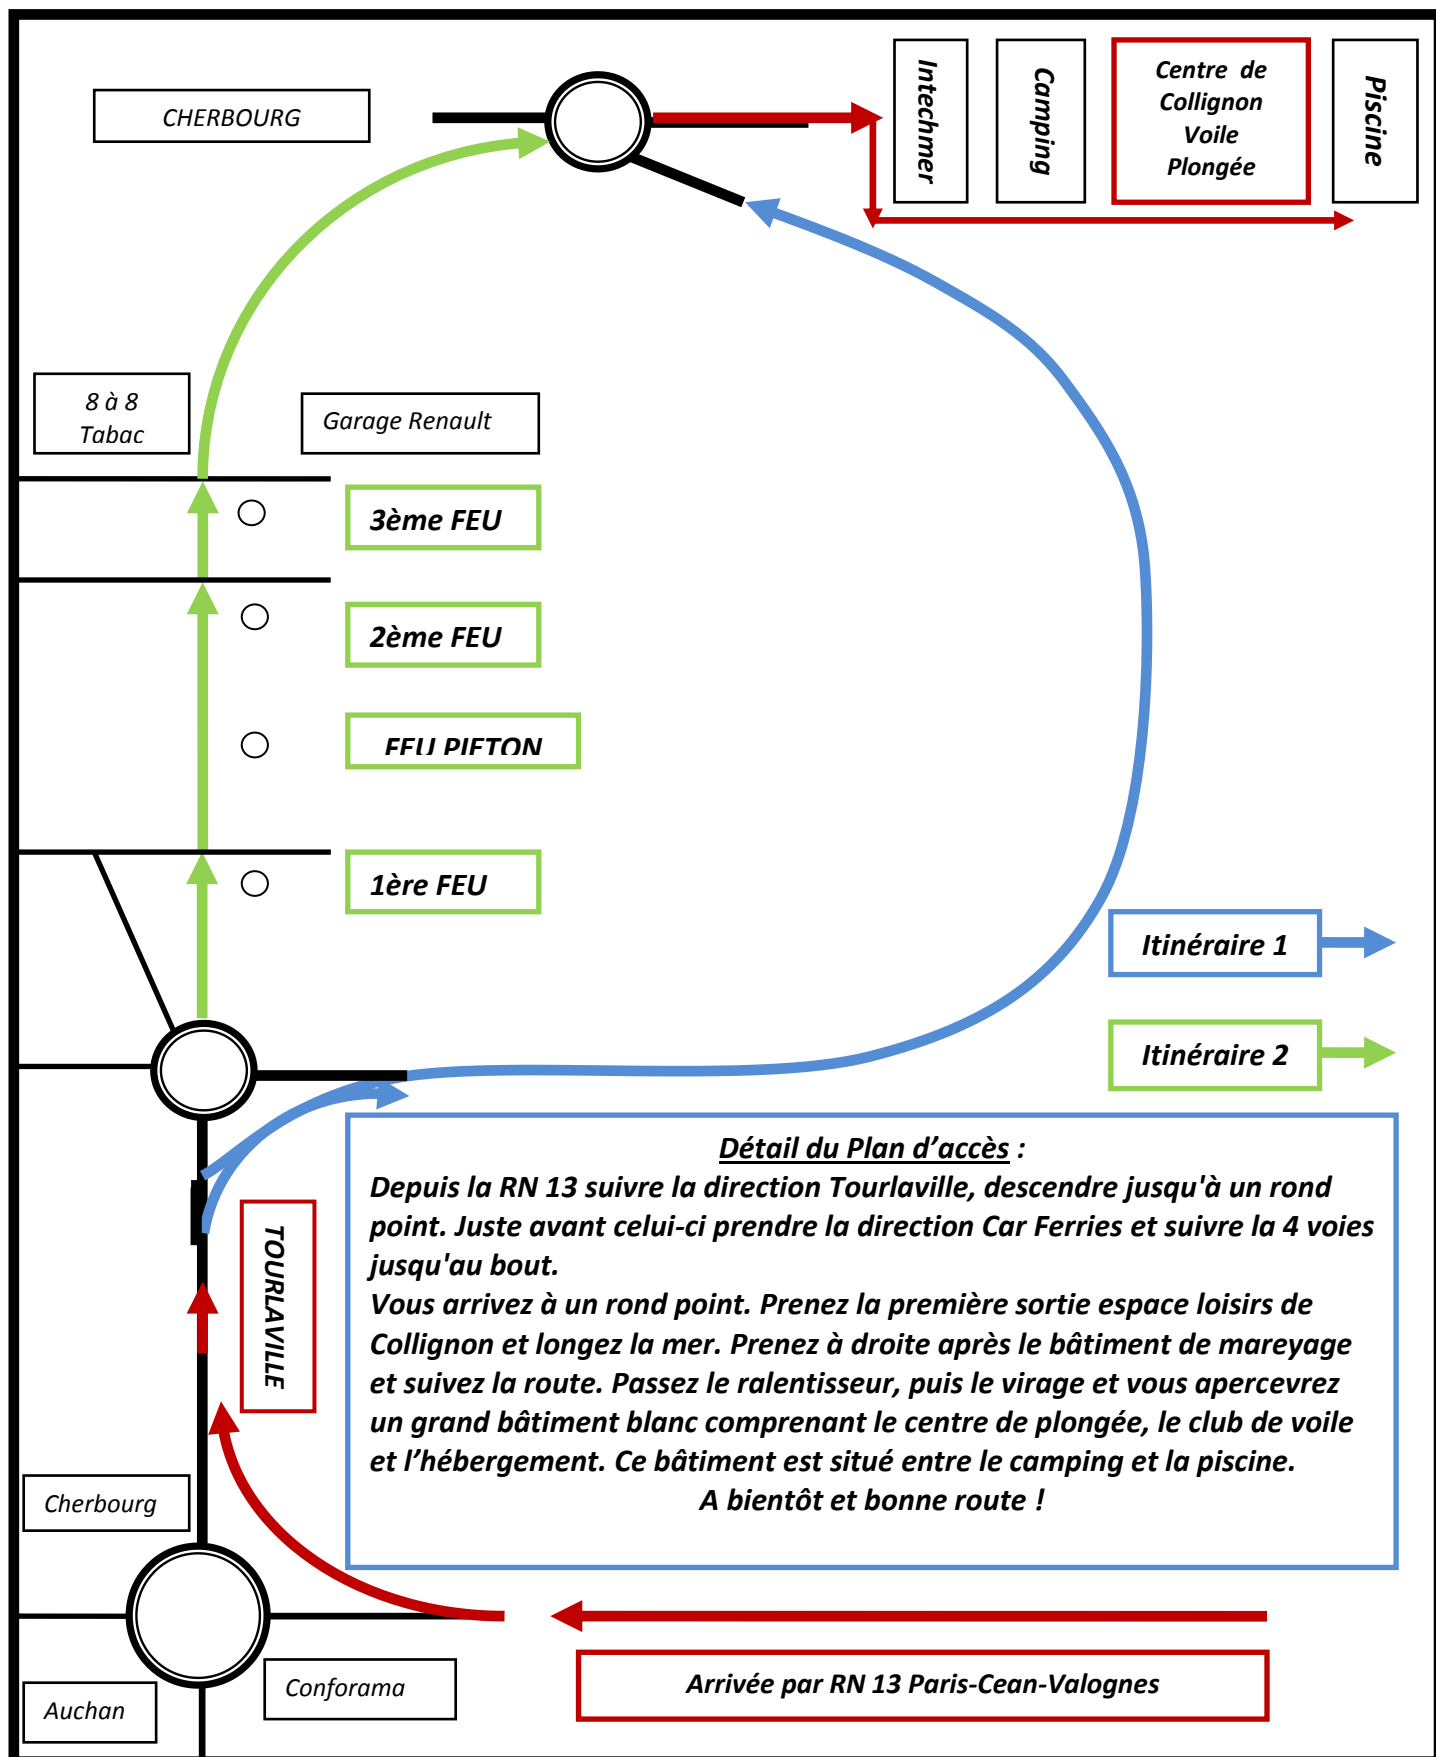 CHERBOURG
Intechmer
Camping
Centre de
Collignon
Voile
Plongée
Piscine
8 à 8
Tabac
Garage Renault
3ème FEU
2ème FEU
FEU PIETON
1ère FEU
Itinéraire 1
Itinéraire 2
TOURLAVILLE
Détail du Plan d’accès :
Depuis la RN 13 suivre la direction Tourlaville, descendre jusqu'à un rond
point. Juste avant celui-ci prendre la direction Car Ferries et suivre la 4 voies
jusqu'au bout.
Vous arrivez à un rond point. Prenez la première sortie espace loisirs de
Collignon et longez la mer. Prenez à droite après le bâtiment de mareyage
et suivez la route. Passez le ralentisseur, puis le virage et vous apercevrez
un grand bâtiment blanc comprenant le centre de plongée, le club de voile
et l’hébergement. Ce bâtiment est situé entre le camping et la piscine.
A bientôt et bonne route !
Cherbourg
Conforama
Auchan
Arrivée par RN 13 Paris-Cean-Valognes